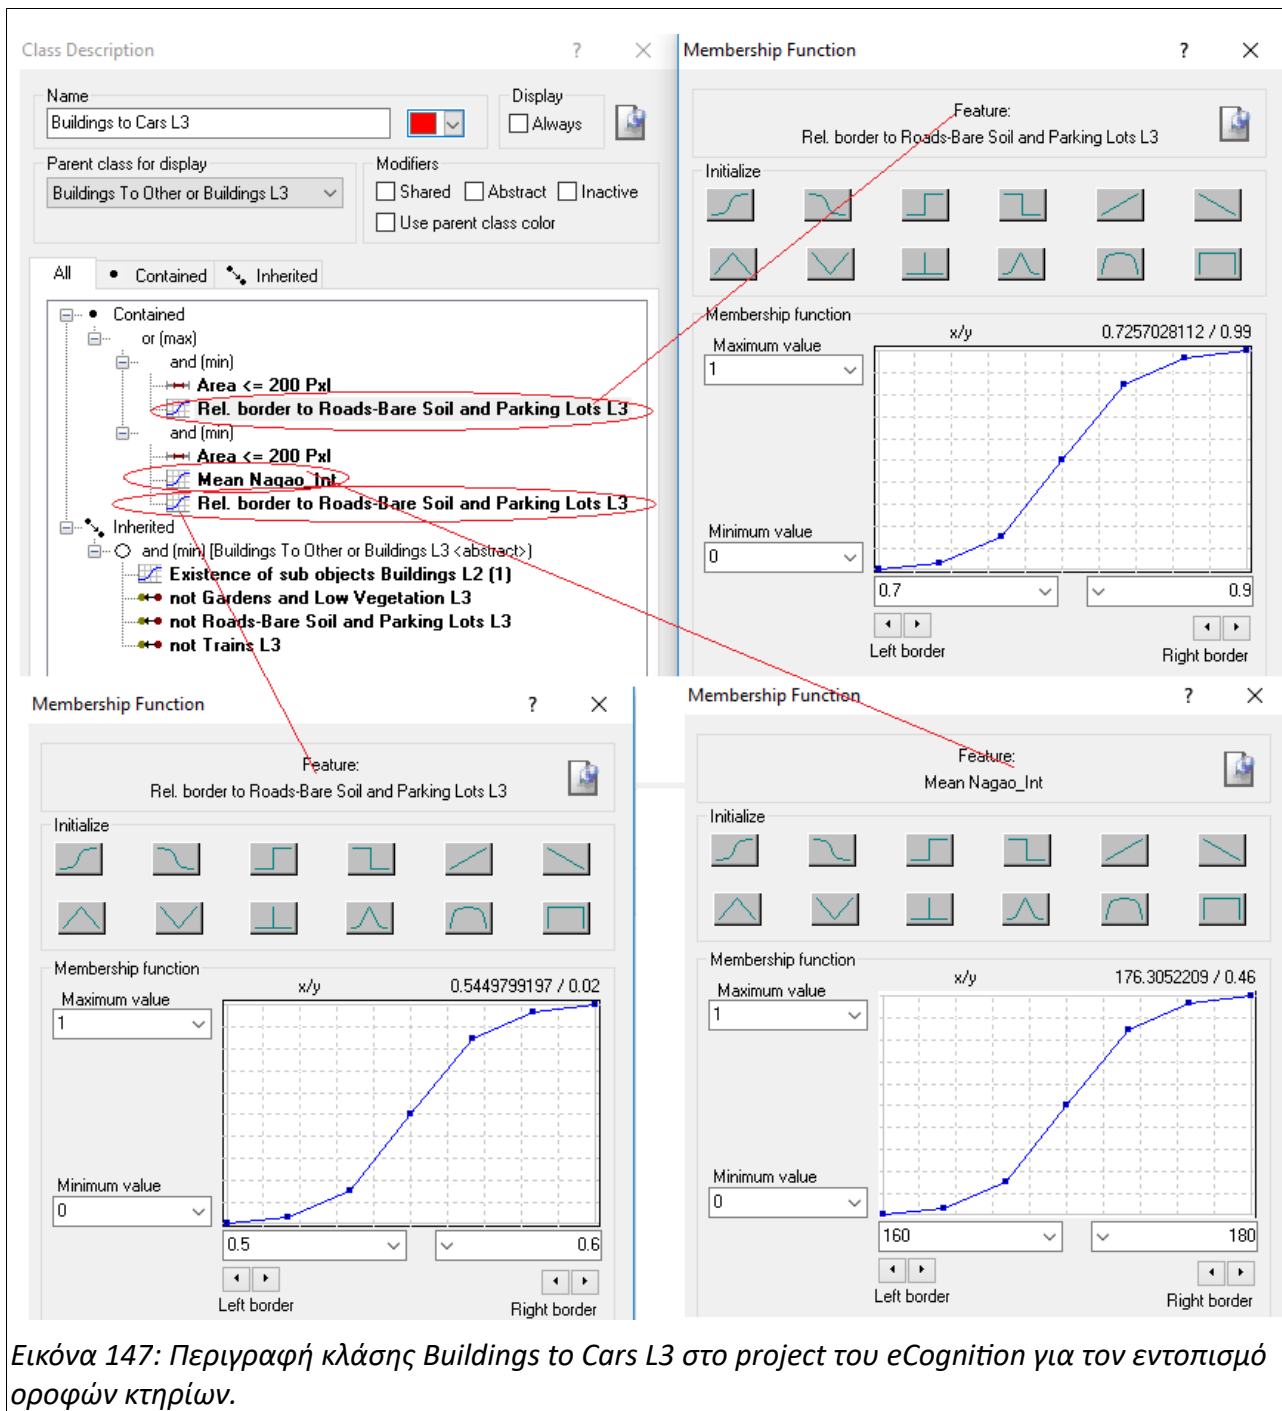 Class Description
?
Name
Buildings to Cars L3
Display
Always
Parent class for display
Buildings To Other or Buildings L3
Modifiers
Shared
Abstract
Inactive
Use parent class color
All
Contained
Inherited
Contained
or (max)
and (min)
Area <= 200 Pxl
Rel. border to Roads-Bare Soil and Parking Lots L3
and (min)
Area <= 200 Pxl
Mean Nagao_Int
Rel. border to Roads-Bare Soil and Parking Lots L3
Inherited
and (min) [Buildings To Other or Buildings L3 <abstract>]
Existence of sub objects Buildings L2 (1)
not Gardens and Low Vegetation L3
not Roads-Bare Soil and Parking Lots L3
not Trains L3
Membership Function
?
Feature:
Rel. border to Roads-Bare Soil and Parking Lots L3
Initialize
Membership function
x/y
0.7257028112 / 0.99
Maximum value
1
Minimum value
0
0.7
0.9
Left border
Right border
Membership Function
?
Feature:
Rel. border to Roads-Bare Soil and Parking Lots L3
Initialize
Membership function
x/y
0.5449799197 / 0.02
Maximum value
1
Minimum value
0
0.5
0.6
Left border
Right border
Membership Function
?
Feature:
Mean Nagao_Int
Initialize
Membership function
x/y
176.3052209 / 0.46
Maximum value
1
Minimum value
0
160
180
Left border
Right border
Εικόνα 147: Περιγραφή κλάσης Buildings to Cars L3 στο project του eCognition για τον εντοπισμό
οροφών κτηρίων.